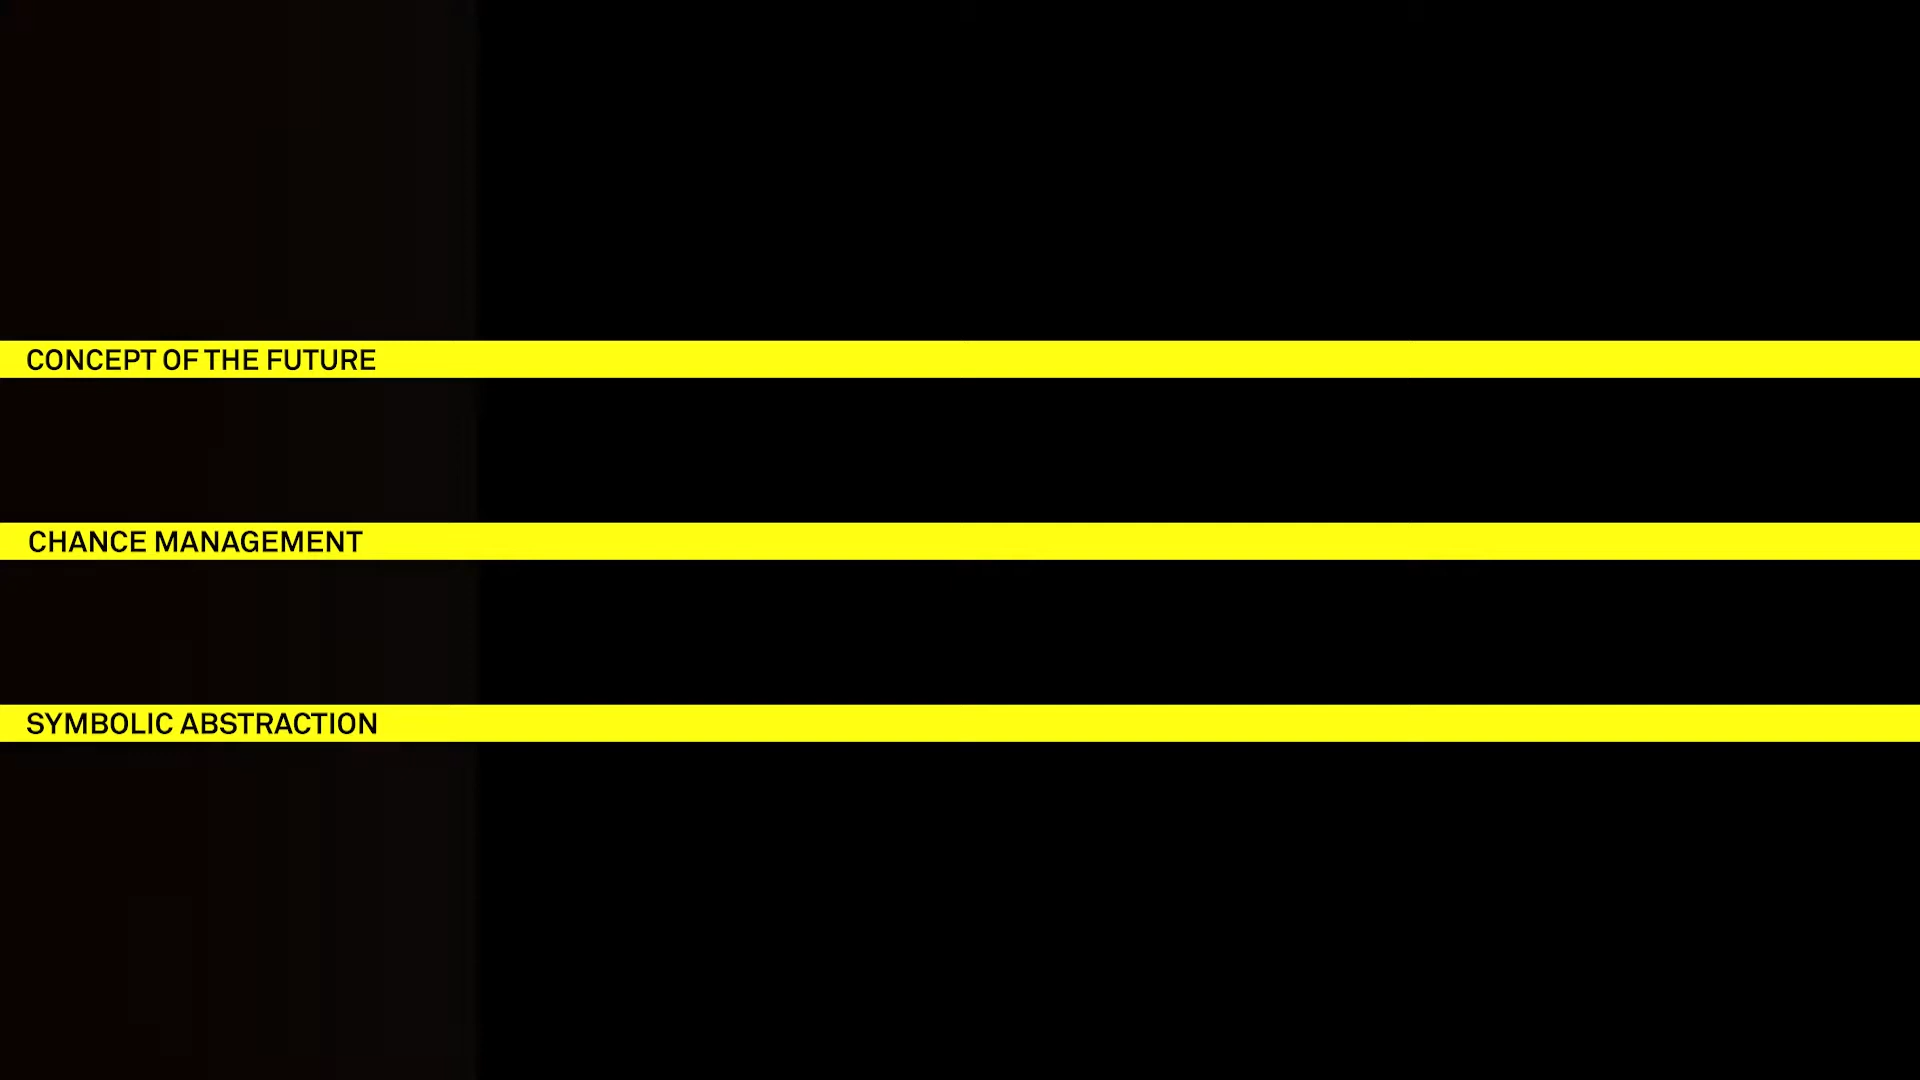 CONCEPT OF THE FUTURE
CHANCE MANAGEMENT
SYMBOLIC ABSTRACTION